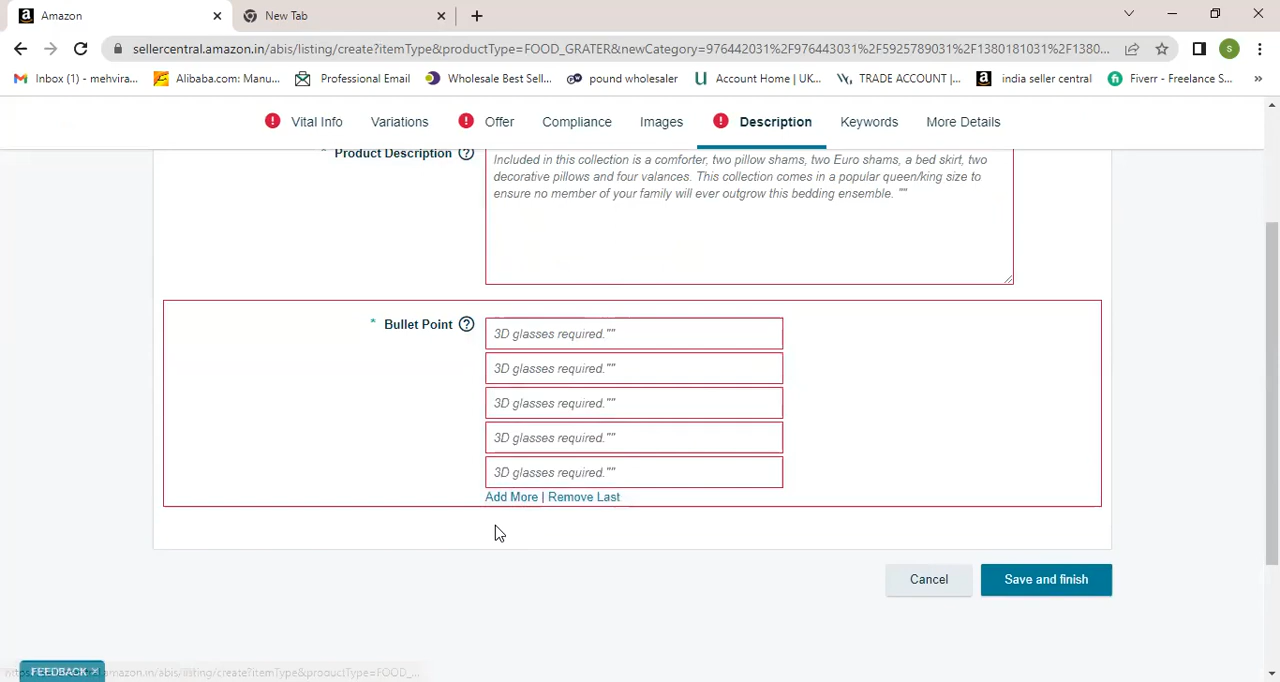 Amazon
New Tab
sellercentral.amazon.in/abis/listing/create?itemType&productType=FOOD_GRATER&newCategory=976442031%2F976443031%2F5925789031%2F1380181031%2F1380...
S
Inbox (1) - mehvira...
Alibaba.com: Manu...
Professional Email
Wholesale Best Sell...
pound wholesaler
Account Home | UK...
TRADE ACCOUNT |...
india seller central
Fiverr - Freelance S...
»
Vital Info
Variations
Offer
Compliance
Images
Description
Keywords
More Details
* Product Description ?
Included in this collection is a comforter, two pillow shams, two Euro shams, a bed skirt, two
decorative pillows and four valances. This collection comes in a popular queen/king size to
ensure no member of your family will ever outgrow this bedding ensemble. ""
* Bullet Point ?
3D glasses required.""
3D glasses required.""
3D glasses required.""
3D glasses required.""
3D glasses required.""
Add More | Remove Last
Cancel
Save and finish
FEEDBACK
amazon.in/abis/listing/create?itemType&productType=FOOD_...